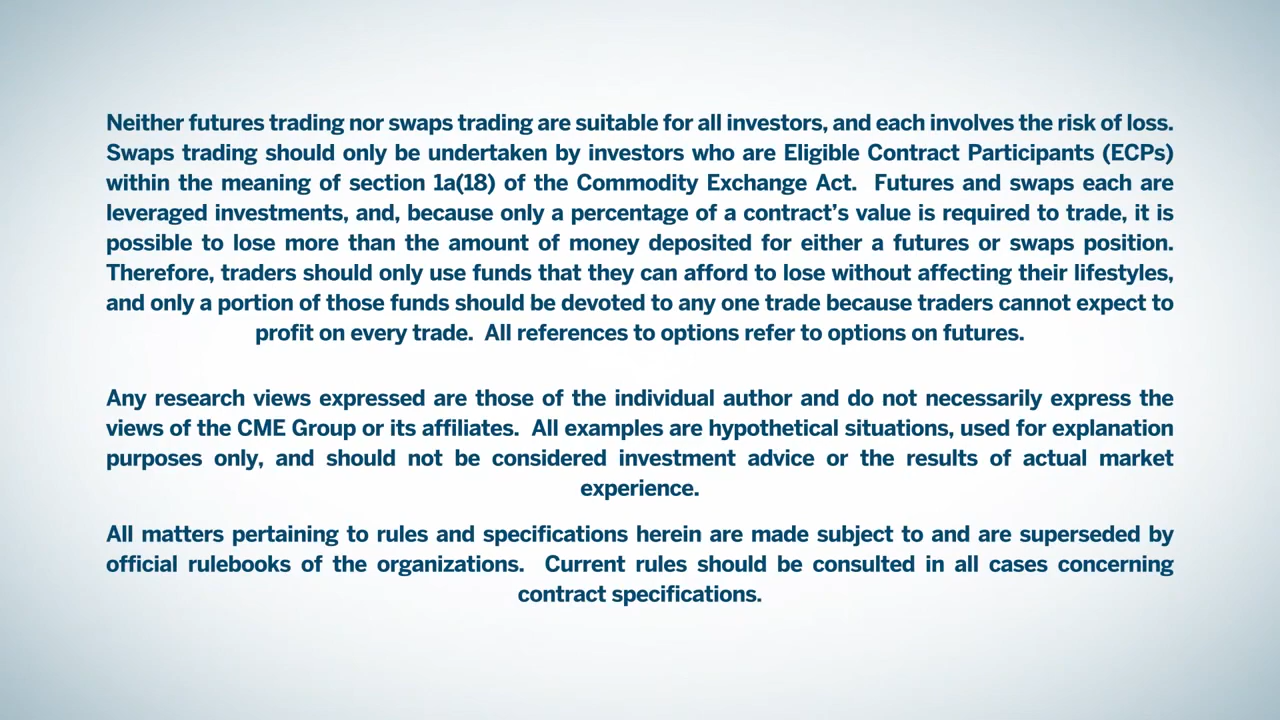 Neither futures trading nor swaps trading are suitable for all investors, and each involves the risk of loss.
Swaps trading should only be undertaken by investors who are Eligible Contract Participants (ECPs)
within the meaning of section 1a(18) of the Commodity Exchange Act.  Futures and swaps each are
leveraged investments, and, because only a percentage of a contract’s value is required to trade, it is
possible to lose more than the amount of money deposited for either a futures or swaps position.
Therefore, traders should only use funds that they can afford to lose without affecting their lifestyles,
and only a portion of those funds should be devoted to any one trade because traders cannot expect to
profit on every trade.  All references to options refer to options on futures.
Any research views expressed are those of the individual author and do not necessarily express the
views of the CME Group or its affiliates.  All examples are hypothetical situations, used for explanation
purposes only, and should not be considered investment advice or the results of actual market
experience.
All matters pertaining to rules and specifications herein are made subject to and are superseded by
official rulebooks of the organizations.  Current rules should be consulted in all cases concerning
contract specifications.